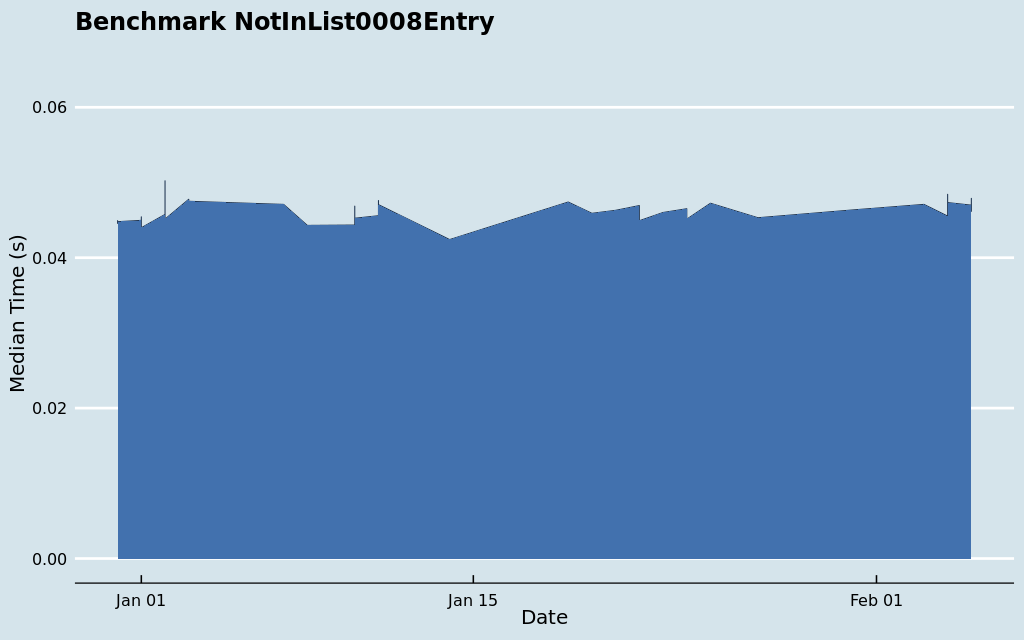 Benchmark NotInList0008Entry
Median Time (s)
0.06
0.04
0.02
0.00
Jan 01
Jan 15
Feb 01
Date